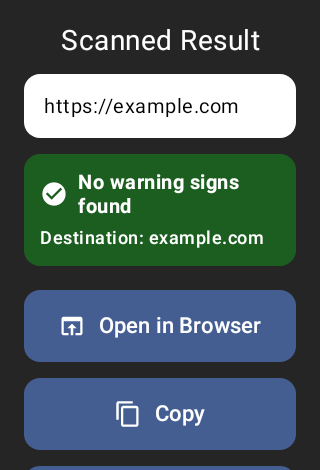 Scanned Result
https://example.com
No warning signs
found
Destination: example.com
Open in Browser
Copy